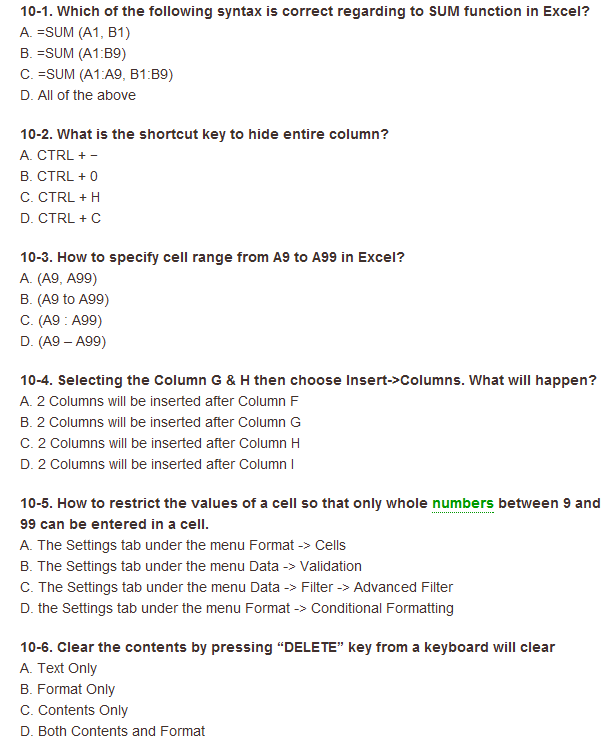 10-1. Which of the following syntax is correct regarding to SUM function in Excel?
A. =SUM (A1, B1)
B. =SUM (A1:B9)
C. =SUM (A1:A9, B1:B9)
D. All of the above
10-2. What is the shortcut key to hide entire column?
A. CTRL + –
B. CTRL + 0
C. CTRL + H
D. CTRL + C
10-3. How to specify cell range from A9 to A99 in Excel?
A. (A9, A99)
B. (A9 to A99)
C. (A9 : A99)
D. (A9 – A99)
10-4. Selecting the Column G & H then choose Insert->Columns. What will happen?
A. 2 Columns will be inserted after Column F
B. 2 Columns will be inserted after Column G
C. 2 Columns will be inserted after Column H
D. 2 Columns will be inserted after Column I
10-5. How to restrict the values of a cell so that only whole numbers between 9 and
99 can be entered in a cell.
A. The Settings tab under the menu Format -> Cells
B. The Settings tab under the menu Data -> Validation
C. The Settings tab under the menu Data -> Filter -> Advanced Filter
D. the Settings tab under the menu Format -> Conditional Formatting
10-6. Clear the contents by pressing “DELETE” key from a keyboard will clear
A. Text Only
B. Format Only
C. Contents Only
D. Both Contents and Format